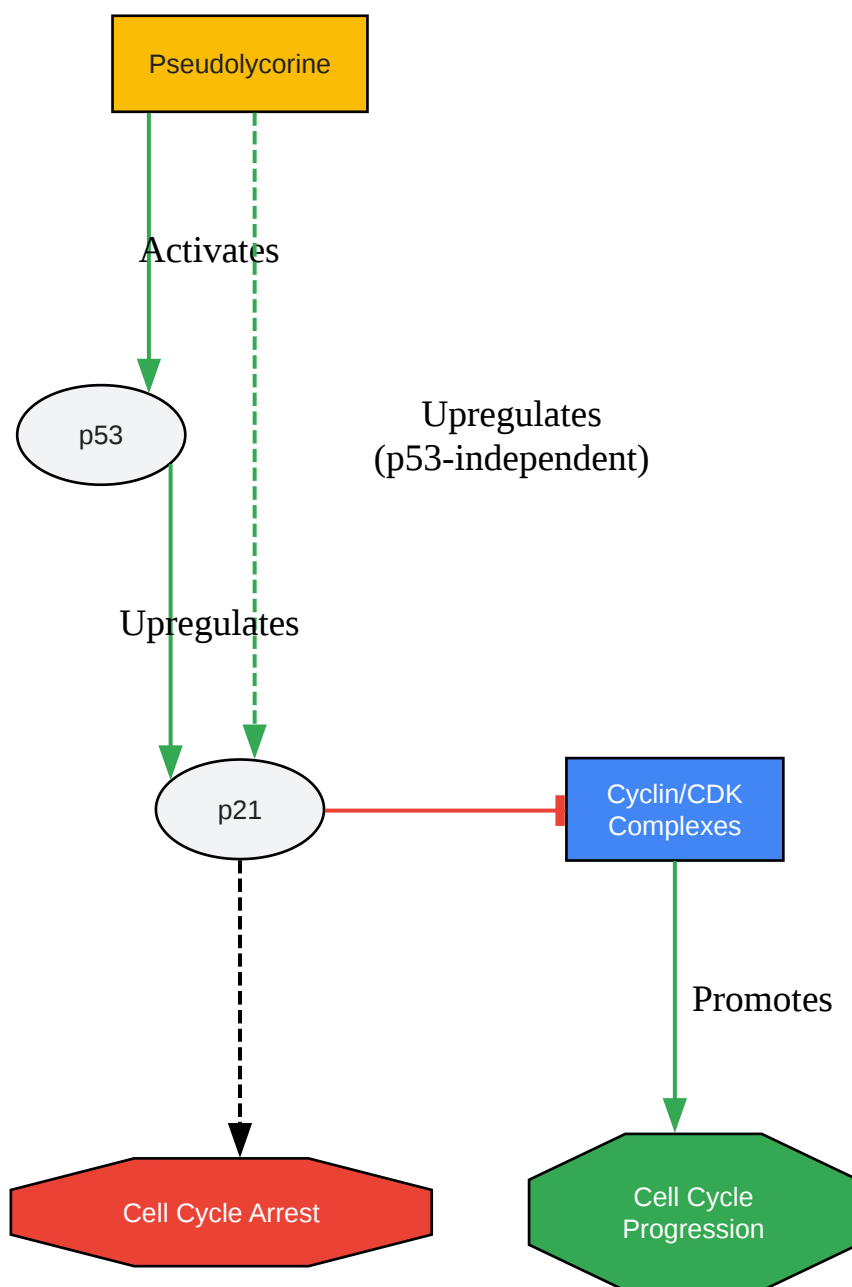 Pseudolycorine
Activates
p53
Upregulates
(p53-independent)
Upregulates
p21
Cyclin/CDK
Complexes
Promotes
Cell Cycle Arrest
Cell Cycle
Progression